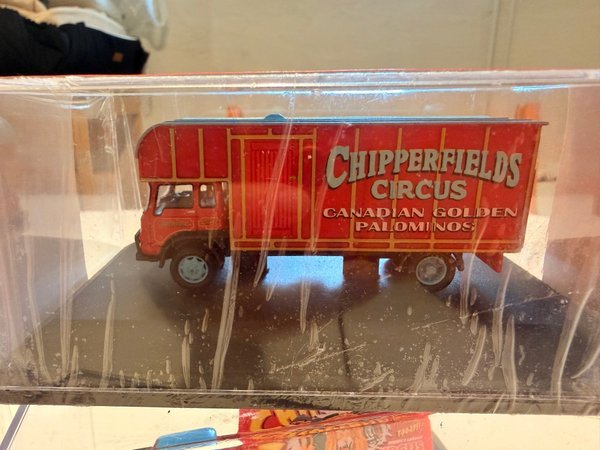 CHIPPERFIELDS
CIRCUS
CANADIAN GOLDEN
PALOMINOS